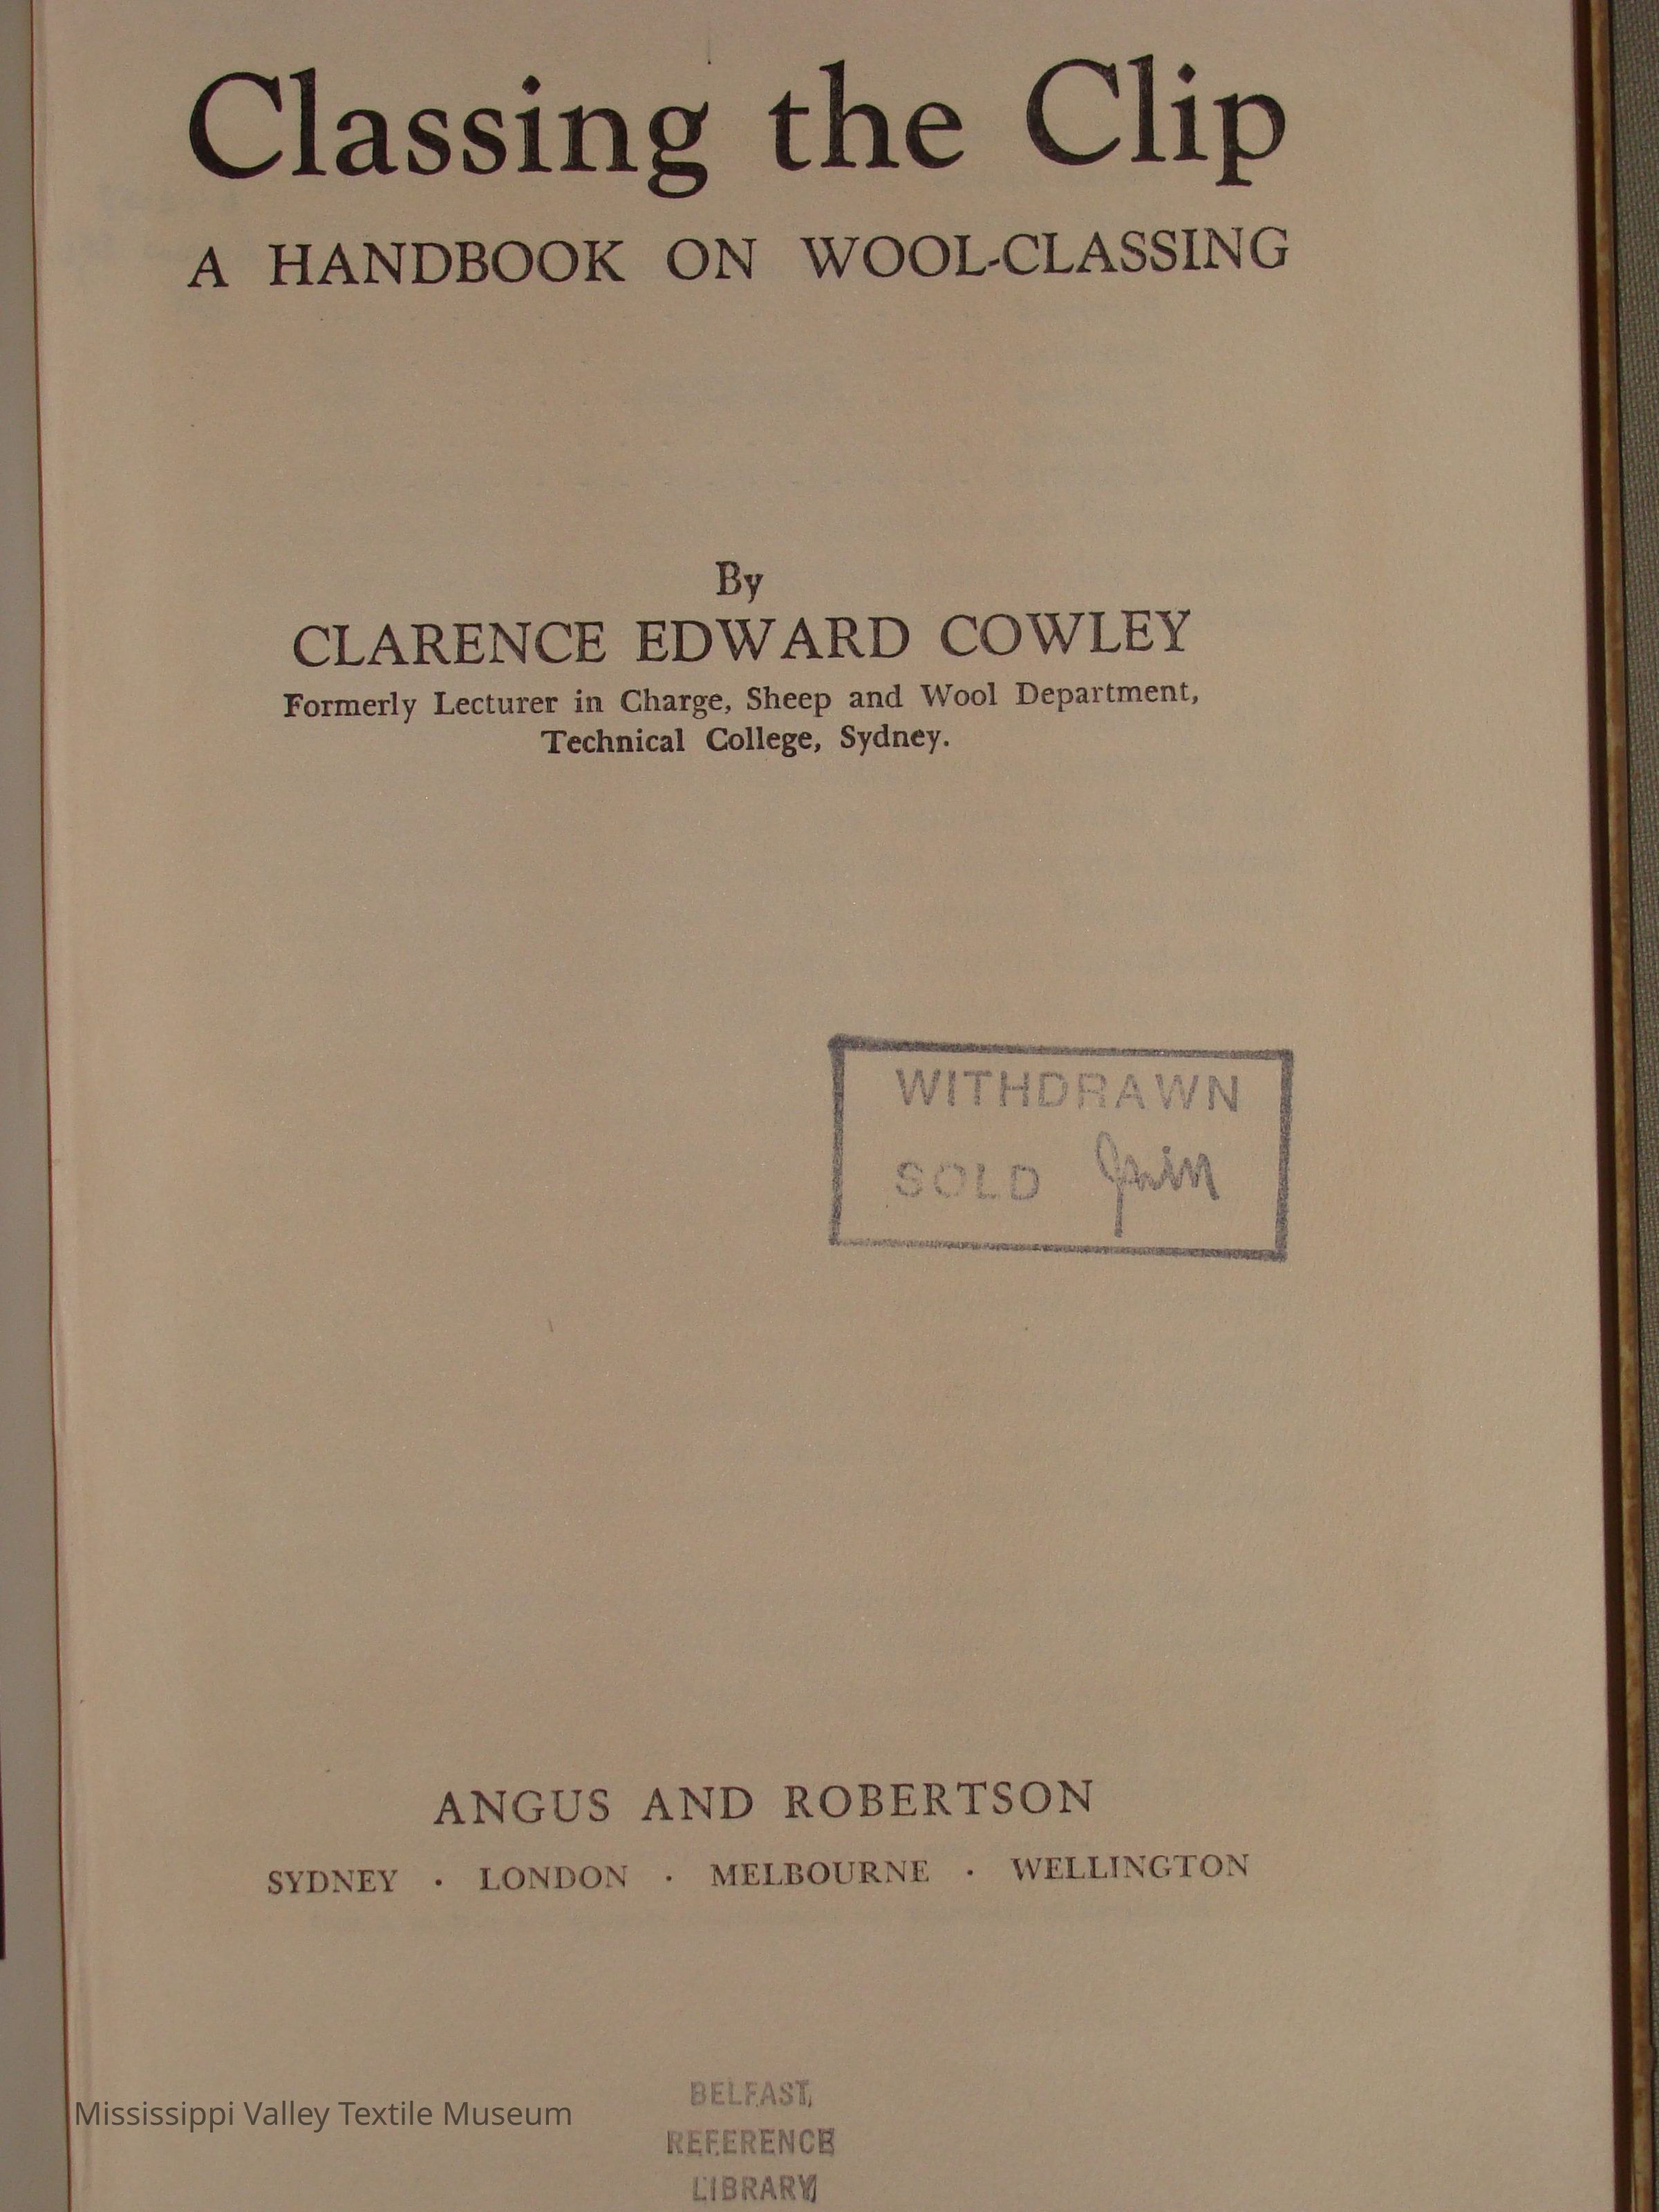 Classing the Clip
A HANDBOOK ON WOOL-CLASSING
By
CLARENCE EDWARD COWLEY
Formerly Lecturer in Charge, Sheep and Wool Department,
Technical College, Sydney.
WITHDRAWN
SOLD
ANGUS AND ROBERTSON
SYDNEY · LONDON · MELBOURNE · WELLINGTON
BELFAST,
REFERENCE
LIBRARY
Mississippi Valley Textile Museum